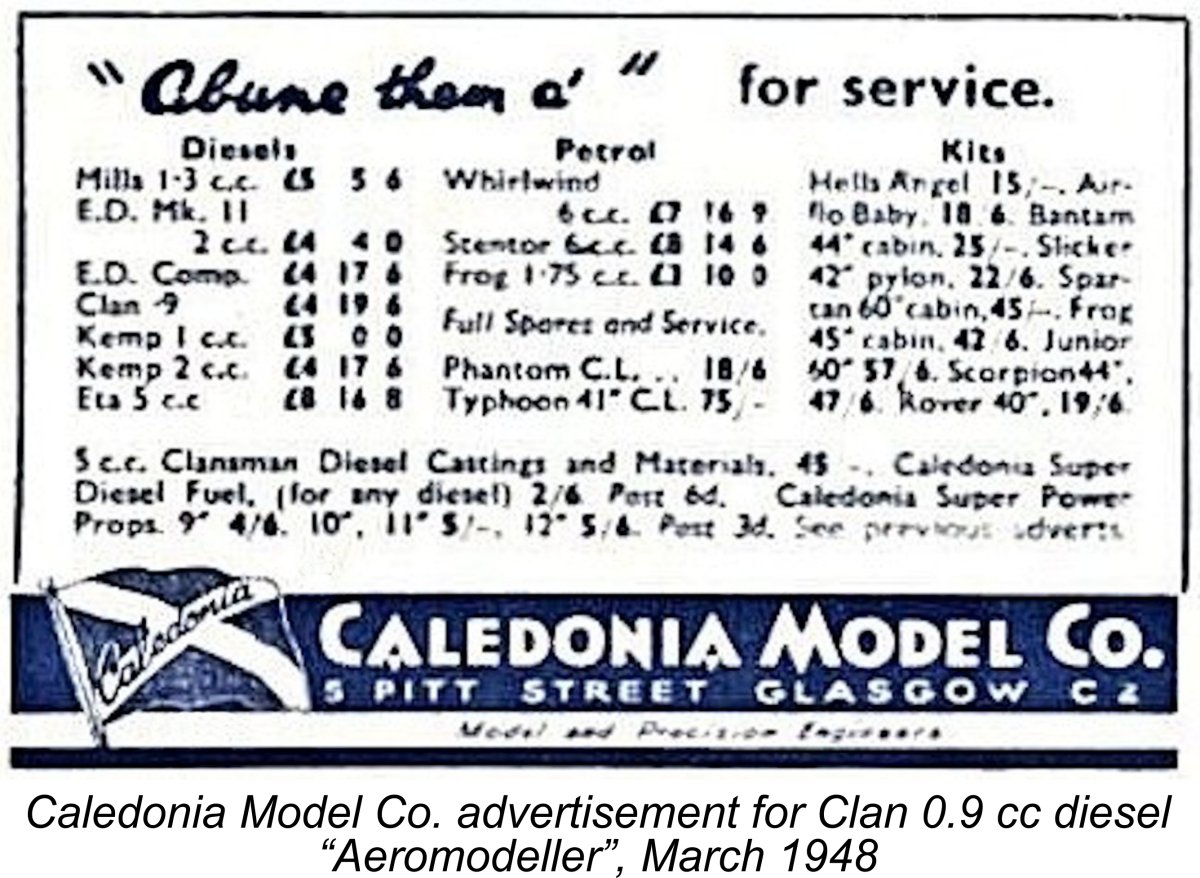 "Abune them a'" for service.
Diesels
Mills 1·3 c.c. £5 5 6
E.D. Mk. II
2 c.c. £4 4 0
E.D. Comp. £4 17 6
Clan ·9 £4 19 6
Kemp 1 c.c. £5 0 0
Kemp 2 c.c. £4 17 6
Eta 5 c.c £8 16 8
Petrol
Whirlwind
6 c.c. £7 16 9
Stentor 6 c.c. £8 14 6
Frog 1·75 c.c. £3 10 0
Full Spares and Service.
Phantom C.L. .. 18/6
Typhoon 41" C.L. 75/-
Kits
Hells Angel 15/-. Air-
flo Baby, 18/6. Bantam
44" cabin, 25/-. Slicker
42" pylon, 22/6. Spar-
tan 60" cabin, 45/-. Frog
45" cabin, 42/6. Junior
60" 57/6. Scorpion 44",
47/6. Rover 40", 19/6.
5 c.c. Clansman Diesel Castings and Materials, 45/-. Caledonia Super
Diesel Fuel, (for any diesel) 2/6 Post 6d. Caledonia Super Power
Props 9" 4/6. 10", 11" 5/-, 12" 5/6. Post 3d. See previous adverts
Caledonia
CALEDONIA MODEL CO.
5 PITT STREET GLASGOW C 2
Model and Precision Engineers
Caledonia Model Co. advertisement for Clan 0.9 cc diesel
“Aeromodeller”, March 1948